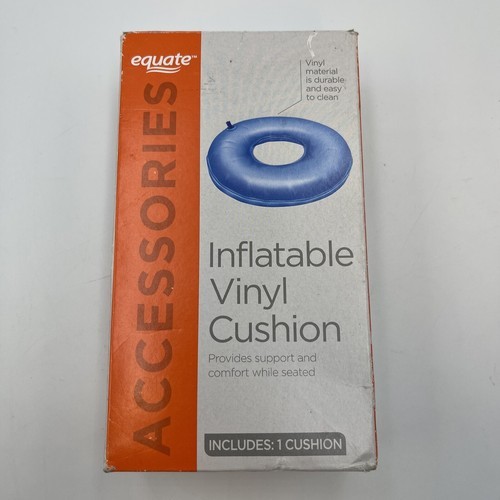 equate™
ACCESSORIES
Vinyl
material
is durable
and easy
to clean
Inflatable
Vinyl
Cushion
Provides support and
comfort while seated
INCLUDES: 1 CUSHION